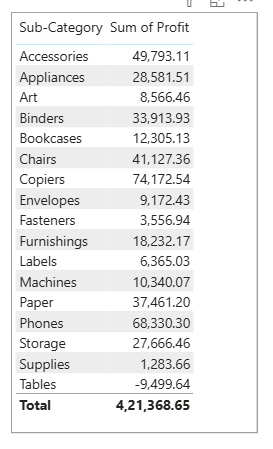 Sub-Category Sum of Profit
Accessories 49,793.11
Appliances 28,581.51
Art 8,566.46
Binders 33,913.93
Bookcases 12,305.13
Chairs 41,127.36
Copiers 74,172.54
Envelopes 9,172.43
Fasteners 3,556.94
Furnishings 18,232.17
Labels 6,365.03
Machines 10,340.07
Paper 37,461.20
Phones 68,330.30
Storage 27,666.46
Supplies 1,283.66
Tables -9,499.64
Total 4,21,368.65